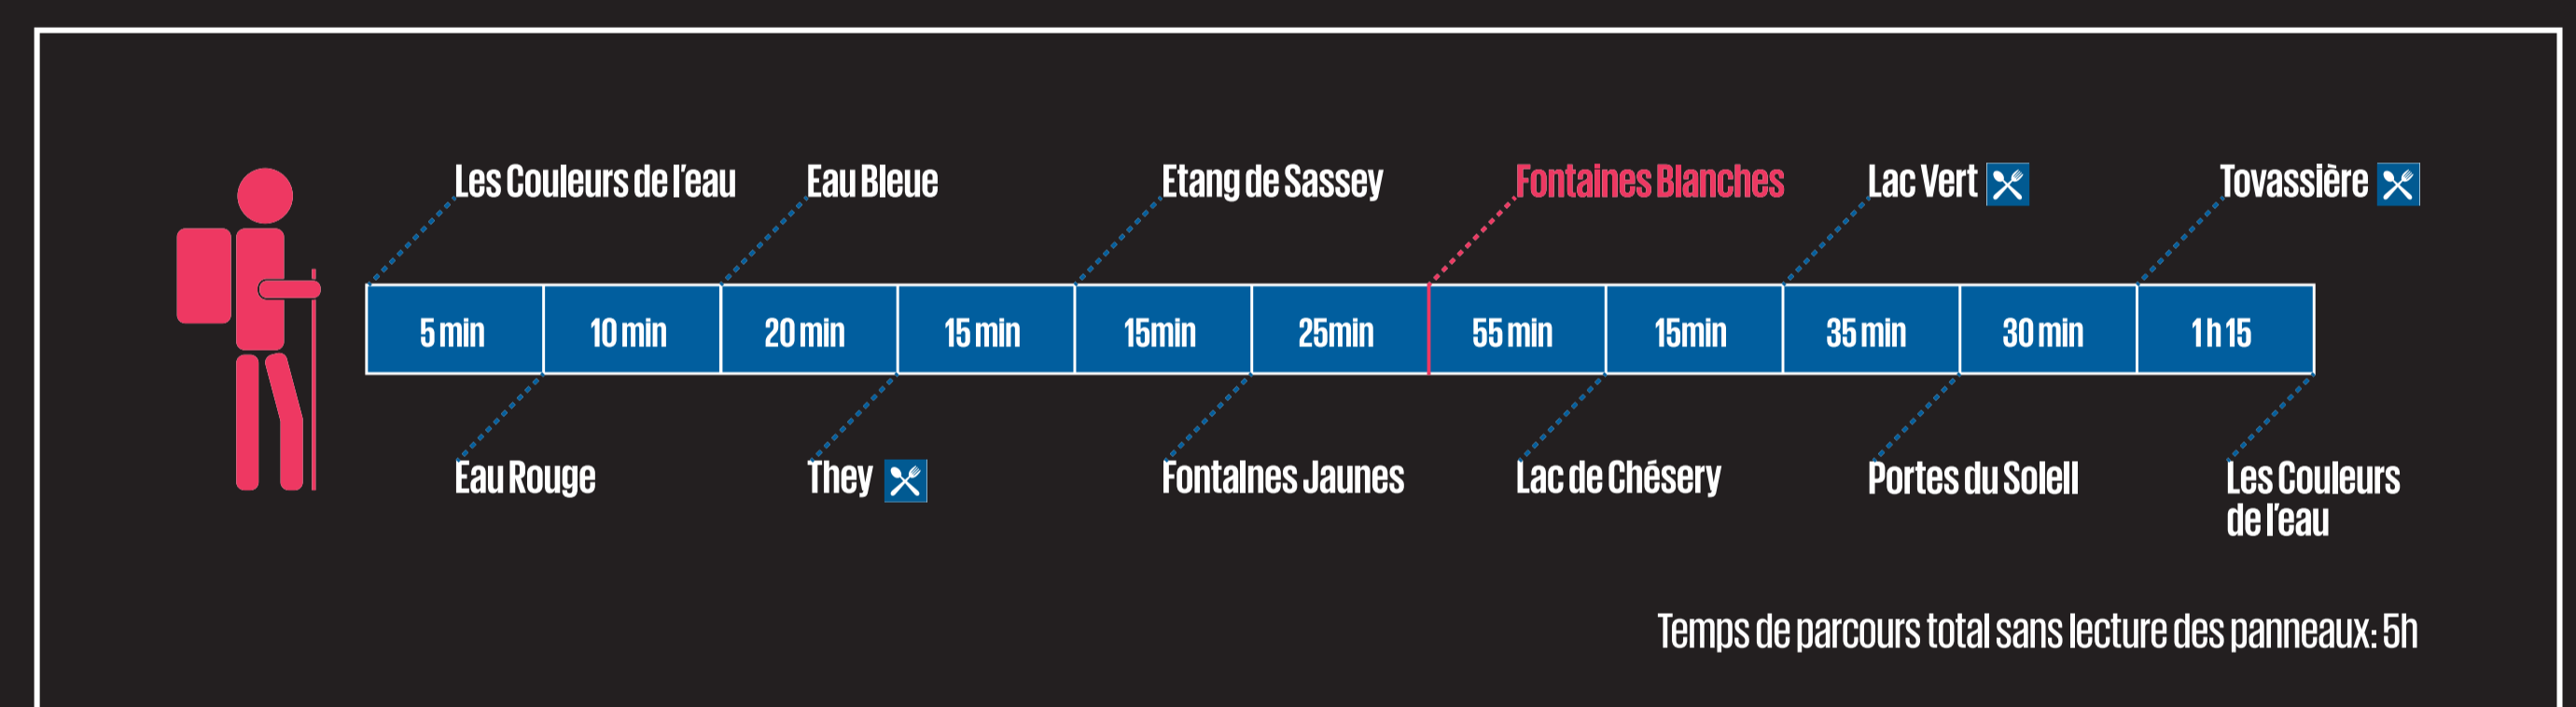 Les Couleurs de l'eau
Eau Bleue
Etang de Sassey
Fontaines Blanches
Lac Vert
Tovassière
5 min
10 min
20 min
15 min
15min
25min
55 min
15min
35 min
30 min
1 h 15
Eau Rouge
They
FontaInes Jaunes
Lac de Chésery
Portes du SoleIl
Les Couleurs
de l'eau
Temps de parcours total sans lecture des panneaux: 5h